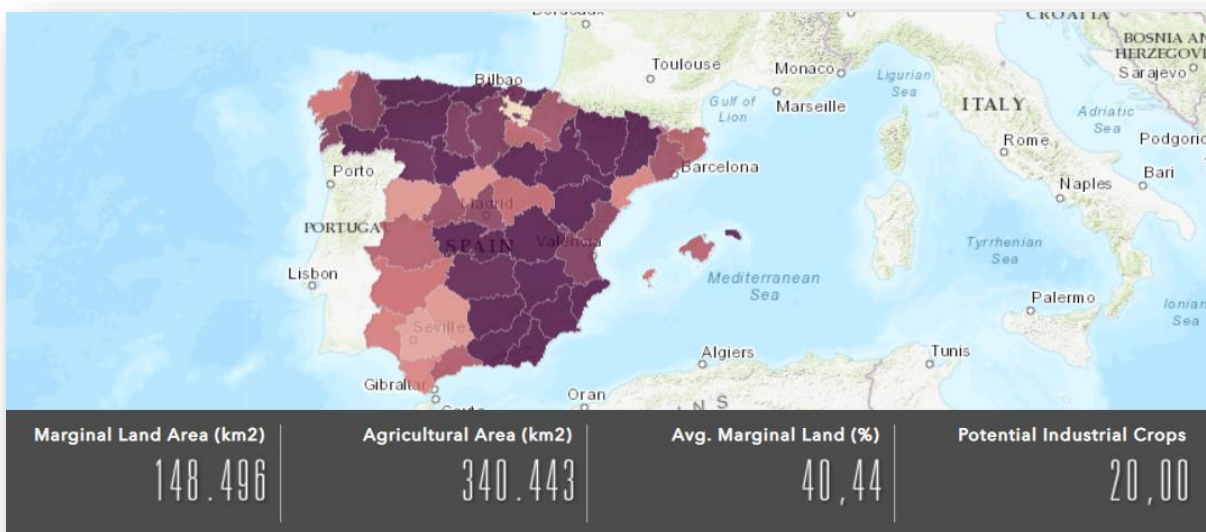 CROATIA
BOSNIA AN
HERZEGOVI
Sarajevo
Toulouse
Monaco
Ligurian
Sea
Bilbao
Gulf of
Lion
Marseille
ITALY
Adriatic
Sea
Podgoric
Rome
Porto
Barcelona
Bari
Naples
Madrid
PORTUGAL
SPAIN
Valencia
Tyrrhenian
Sea
Lisbon
Mediterranean
Sea
Palermo
Ionian
Sea
Seville
Algiers
Tunis
Gibraltar
Oran
N S
Marginal Land Area (km2)
Agricultural Area (km2)
Avg. Marginal Land (%)
Potential Industrial Crops
148.496
340.443
40,44
20,00